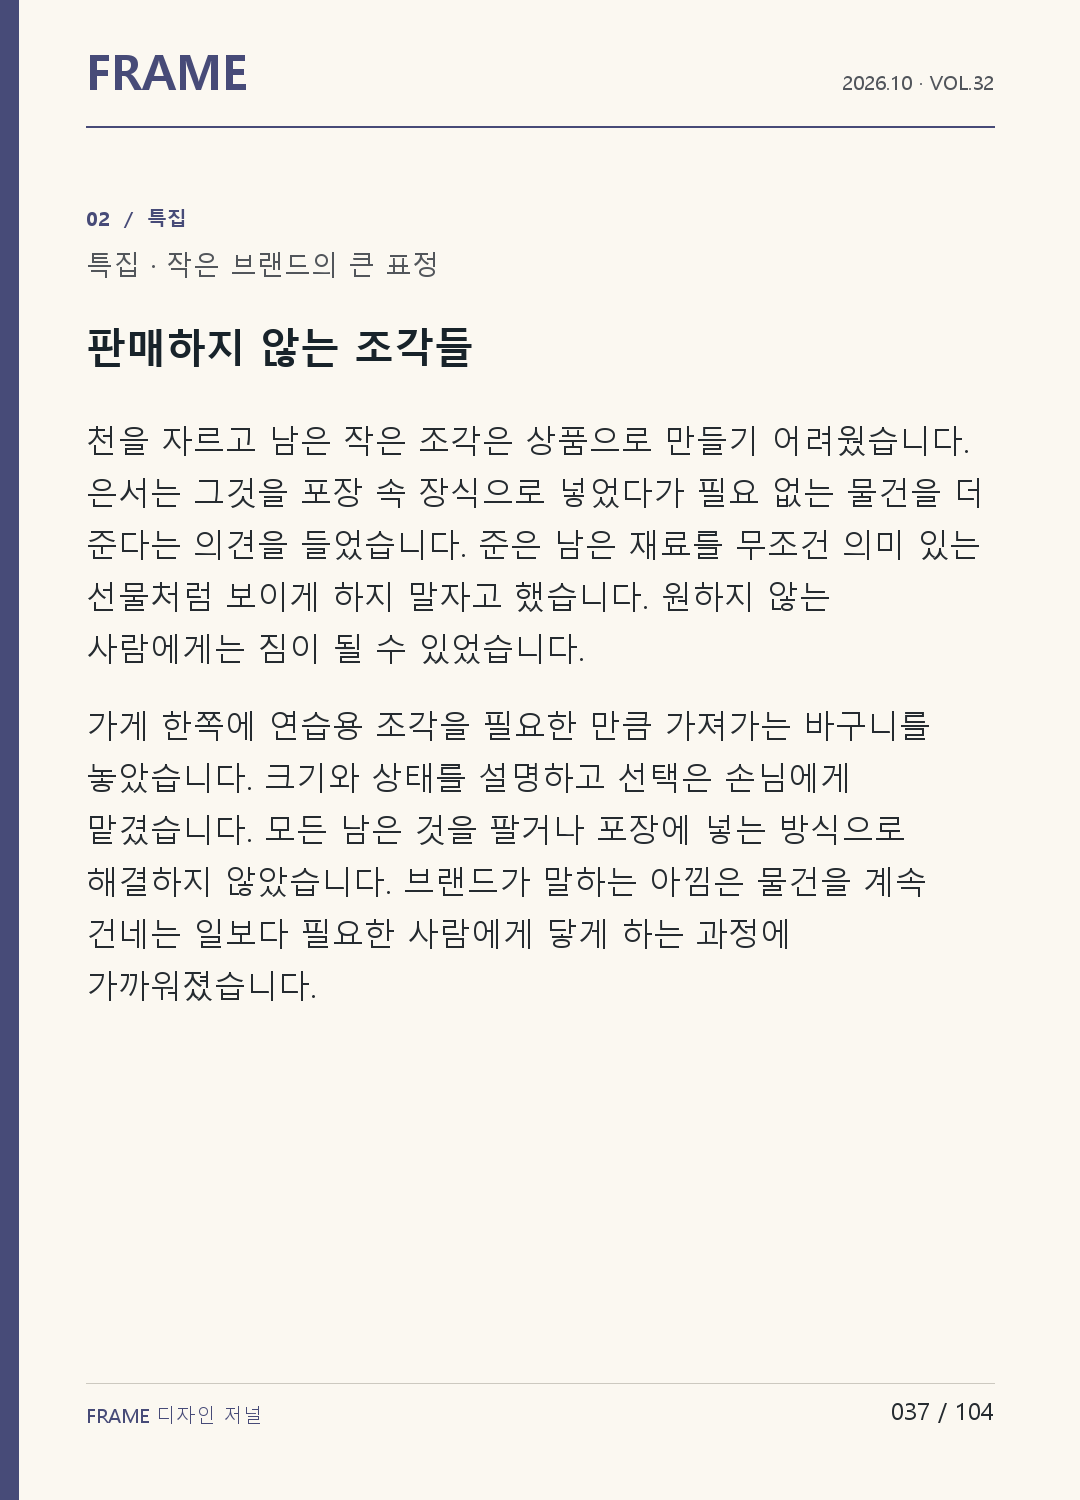 FRAME
2026.10 · VOL.32
02 / 특집
특집 · 작은 브랜드의 큰 표정
판매하지 않는 조각들
천을 자르고 남은 작은 조각은 상품으로 만들기 어려웠습니다.
은서는 그것을 포장 속 장식으로 넣었다가 필요 없는 물건을 더
준다는 의견을 들었습니다. 준은 남은 재료를 무조건 의미 있는
선물처럼 보이게 하지 말자고 했습니다. 원하지 않는
사람에게는 짐이 될 수 있었습니다.
가게 한쪽에 연습용 조각을 필요한 만큼 가져가는 바구니를
놓았습니다. 크기와 상태를 설명하고 선택은 손님에게
맡겼습니다. 모든 남은 것을 팔거나 포장에 넣는 방식으로
해결하지 않았습니다. 브랜드가 말하는 아낌은 물건을 계속
건네는 일보다 필요한 사람에게 닿게 하는 과정에
가까워졌습니다.
FRAME 디자인 저널
037 / 104